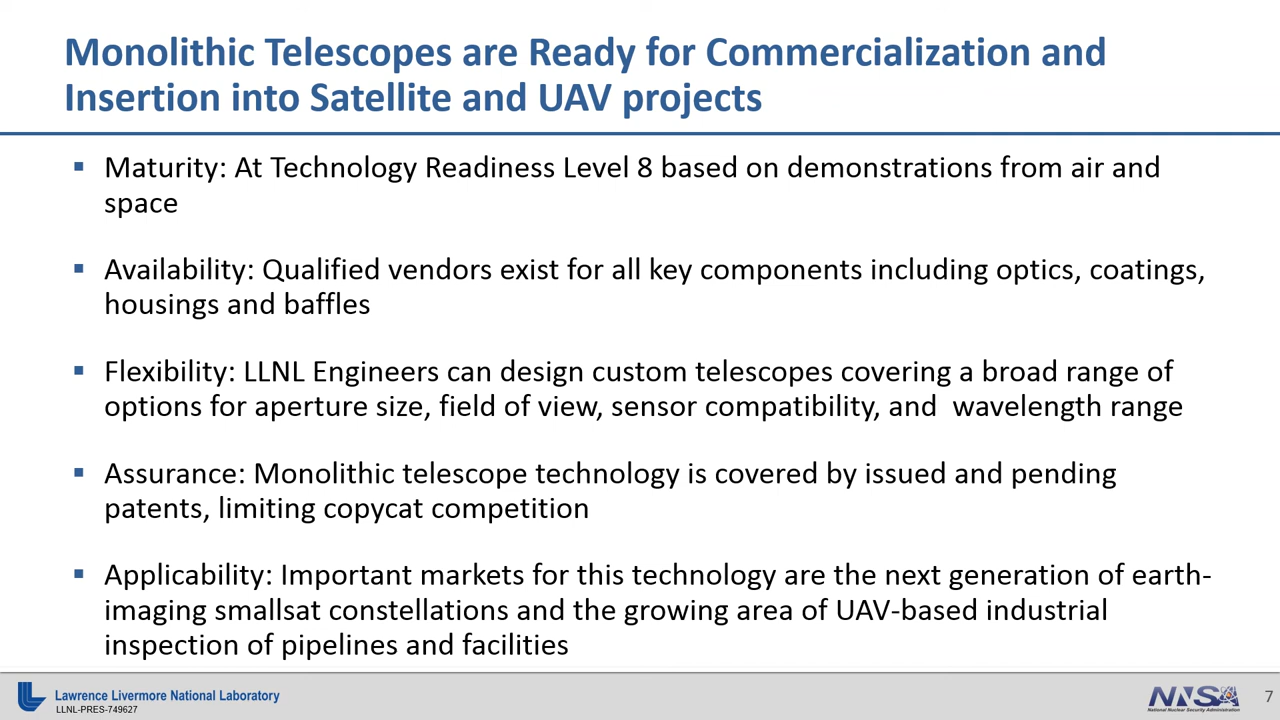 Monolithic Telescopes are Ready for Commercialization and
Insertion into Satellite and UAV projects
▪ Maturity: At Technology Readiness Level 8 based on demonstrations from air and
space
▪ Availability: Qualified vendors exist for all key components including optics, coatings,
housings and baffles
▪ Flexibility: LLNL Engineers can design custom telescopes covering a broad range of
options for aperture size, field of view, sensor compatibility, and  wavelength range
▪ Assurance: Monolithic telescope technology is covered by issued and pending
patents, limiting copycat competition
▪ Applicability: Important markets for this technology are the next generation of earth-
imaging smallsat constellations and the growing area of UAV-based industrial
inspection of pipelines and facilities
Lawrence Livermore National Laboratory
LLNL-PRES-749627
NNSA
National Nuclear Security Administration
7